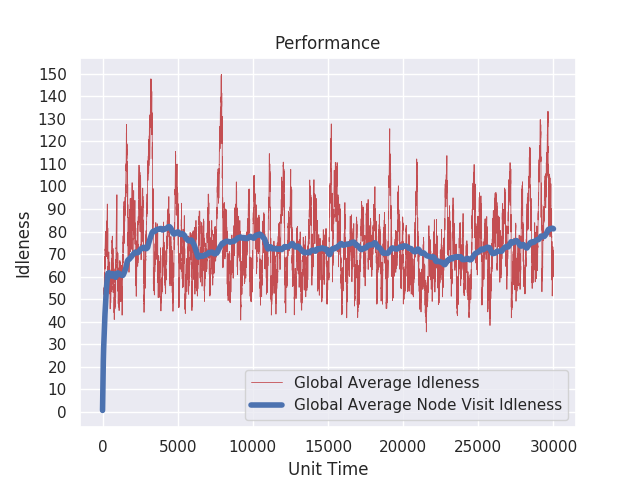 Performance
150
140
130
120
110
100
90
80
70
60
50
40
30
20
10
0
Idleness
Global Average Idleness
Global Average Node Visit Idleness
0 5000 10000 15000 20000 25000 30000
Unit Time